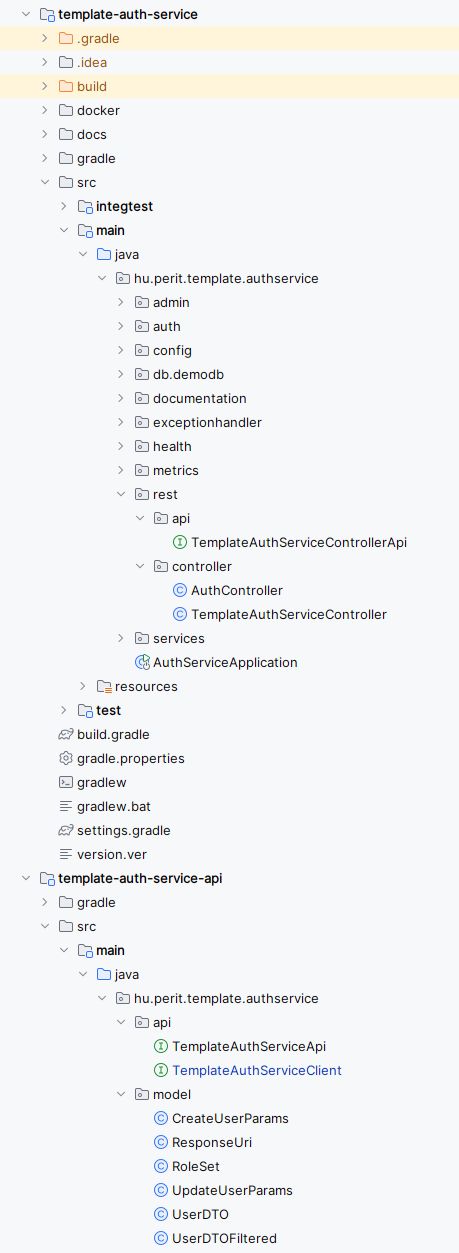 template-auth-service
.gradle
.idea
build
docker
docs
gradle
src
integtest
main
java
hu.perit.template.authservice
admin
auth
config
db.demodb
documentation
exceptionhandler
health
metrics
rest
api
TemplateAuthServiceControllerApi
controller
AuthController
TemplateAuthServiceController
services
AuthServiceApplication
resources
test
build.gradle
gradle.properties
gradlew
gradlew.bat
settings.gradle
version.ver
template-auth-service-api
gradle
src
main
java
hu.perit.template.authservice
api
TemplateAuthServiceApi
TemplateAuthServiceClient
model
CreateUserParams
ResponseUri
RoleSet
UpdateUserParams
UserDTO
UserDTOFiltered